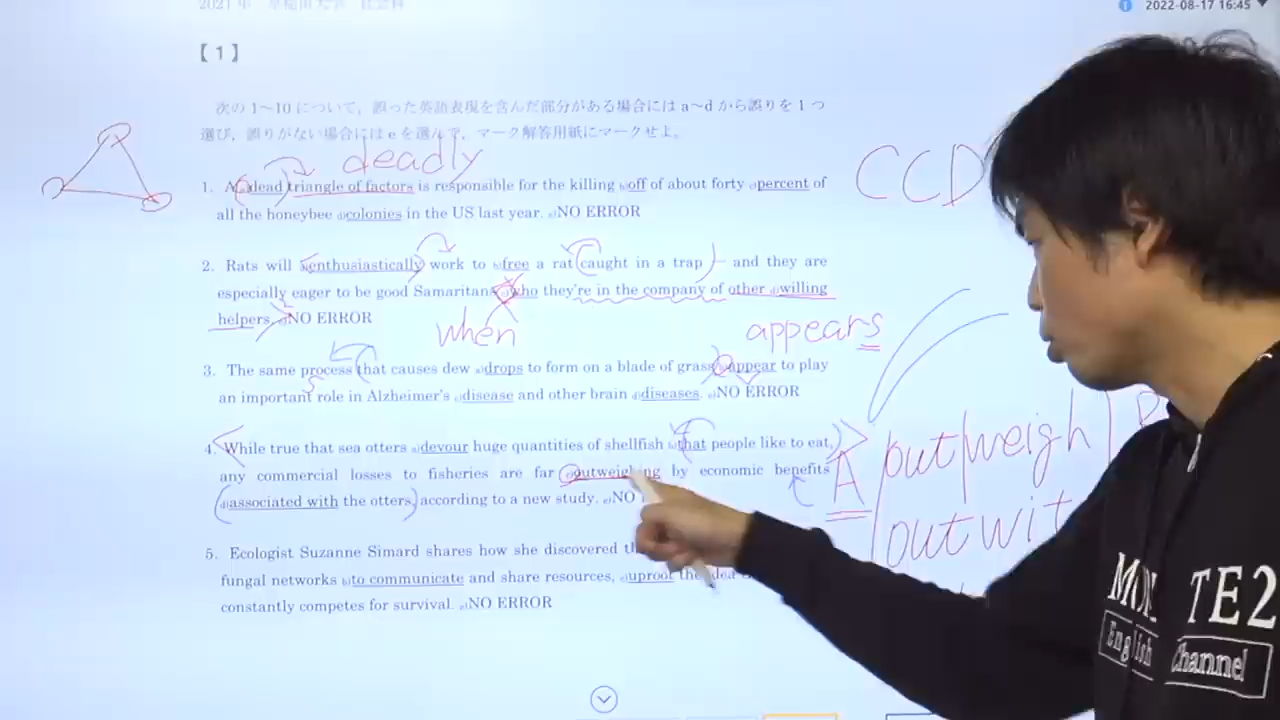 2021年 早稲田大学 社会科
2022-08-17 16:45
【1】
次の1～10について，誤った英語表現を含んだ部分がある場合にはa～dから誤りを1つ
選び，誤りがない場合にはeを選んで，マーク解答用紙にマークせよ。
deadly
CCD
1. A dead triangle of factors is responsible for the killing off of about forty percent of
all the honeybee colonies in the US last year. NO ERROR
2. Rats will enthusiastically work to free a rat caught in a trap, and they are
especially eager to be good Samaritans who they're in the company of other willing
helpers. NO ERROR
when
appears
3. The same process that causes dew drops to form on a blade of grass appear to play
s
an important role in Alzheimer's disease and other brain diseases. NO ERROR
4. While true that sea otters devour huge quantities of shellfish that people like to eat,
any commercial losses to fisheries are far outweighing by economic benefits
associated with the otters, according to a new study. NO
A out weigh B
out wit
5. Ecologist Suzanne Simard shares how she discovered
fungal networks to communicate and share resources, uproot the idea
constantly competes for survival. NO ERROR
TE2
English Channel